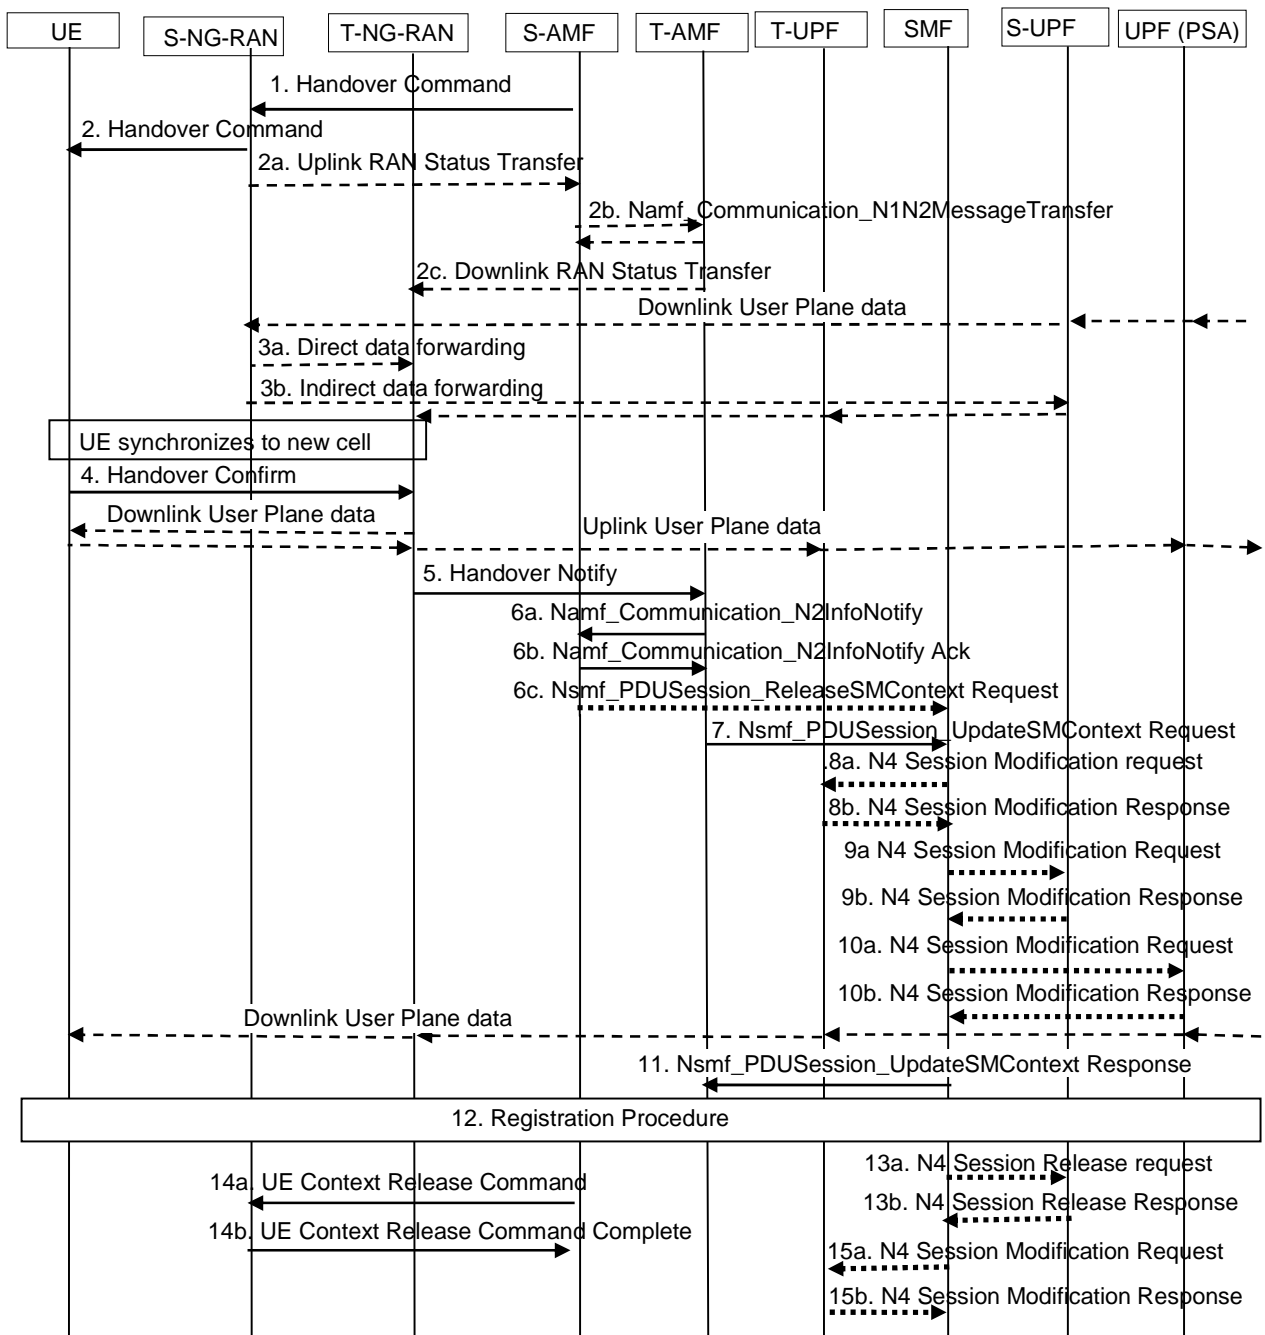 UE
S-NG-RAN
T-NG-RAN
S-AMF
T-AMF
T-UPF
SMF
S-UPF
UPF (PSA)
1. Handover Command
2. Handover Command
2a. Uplink RAN Status Transfer
2b. Namf_Communication_N1N2MessageTransfer
2c. Downlink RAN Status Transfer
Downlink User Plane data
3a. Direct data forwarding
3b. Indirect data forwarding
UE synchronizes to new cell
4. Handover Confirm
Downlink User Plane data
Uplink User Plane data
5. Handover Notify
6a. Namf_Communication_N2InfoNotify
6b. Namf_Communication_N2InfoNotify Ack
6c. Nsmf_PDUSession_ReleaseSMContext Request
7. Nsmf_PDUSession_UpdateSMContext Request
.8a. N4 Session Modification request
8b. N4 Session Modification Response
9a N4 Session Modification Request
9b. N4 Session Modification Response
10a. N4 Session Modification Request
10b. N4 Session Modification Response
Downlink User Plane data
11. Nsmf_PDUSession_UpdateSMContext Response
12. Registration Procedure
13a. N4 Session Release request
14a. UE Context Release Command
13b. N4 Session Release Response
14b. UE Context Release Command Complete
15a. N4 Session Modification Request
15b. N4 Session Modification Response